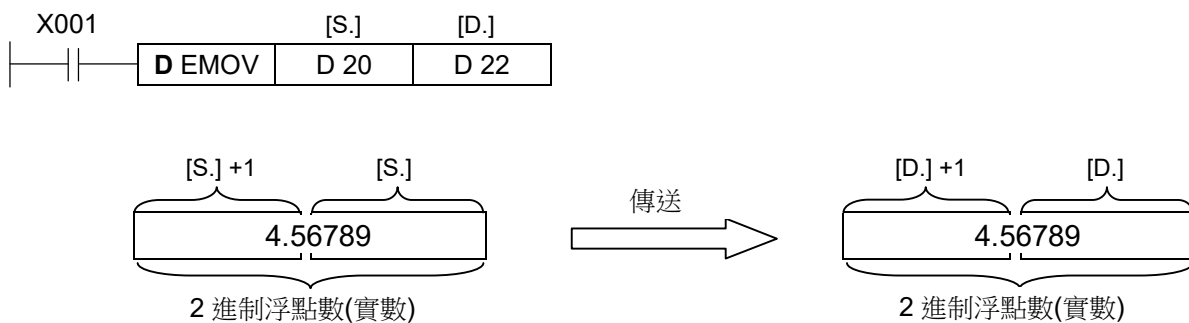 X001 [S.] [D.]
D EMOV D 20 D 22
[S.] +1 [S.] [D.] +1 [D.]
傳送
4.56789 4.56789
2 進制浮點數(實數) 2 進制浮點數(實數)